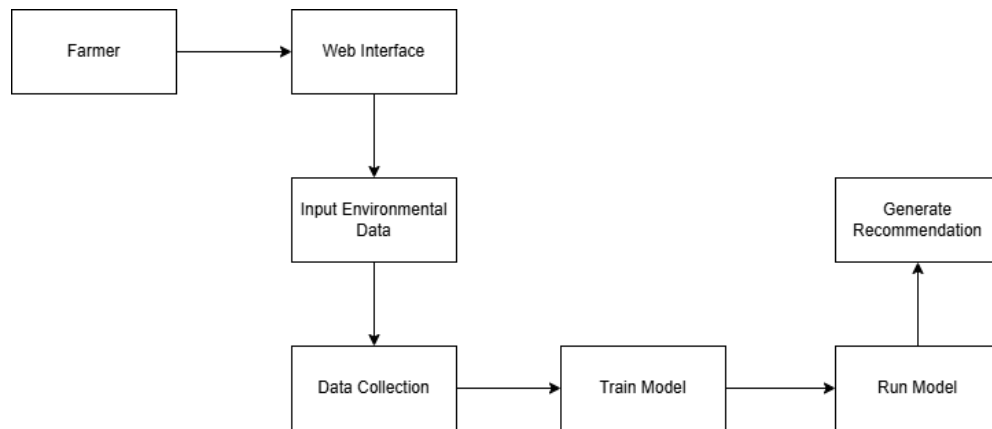 Farmer
Web Interface
Input Environmental
Data
Generate
Recommendation
Data Collection
Train Model
Run Model